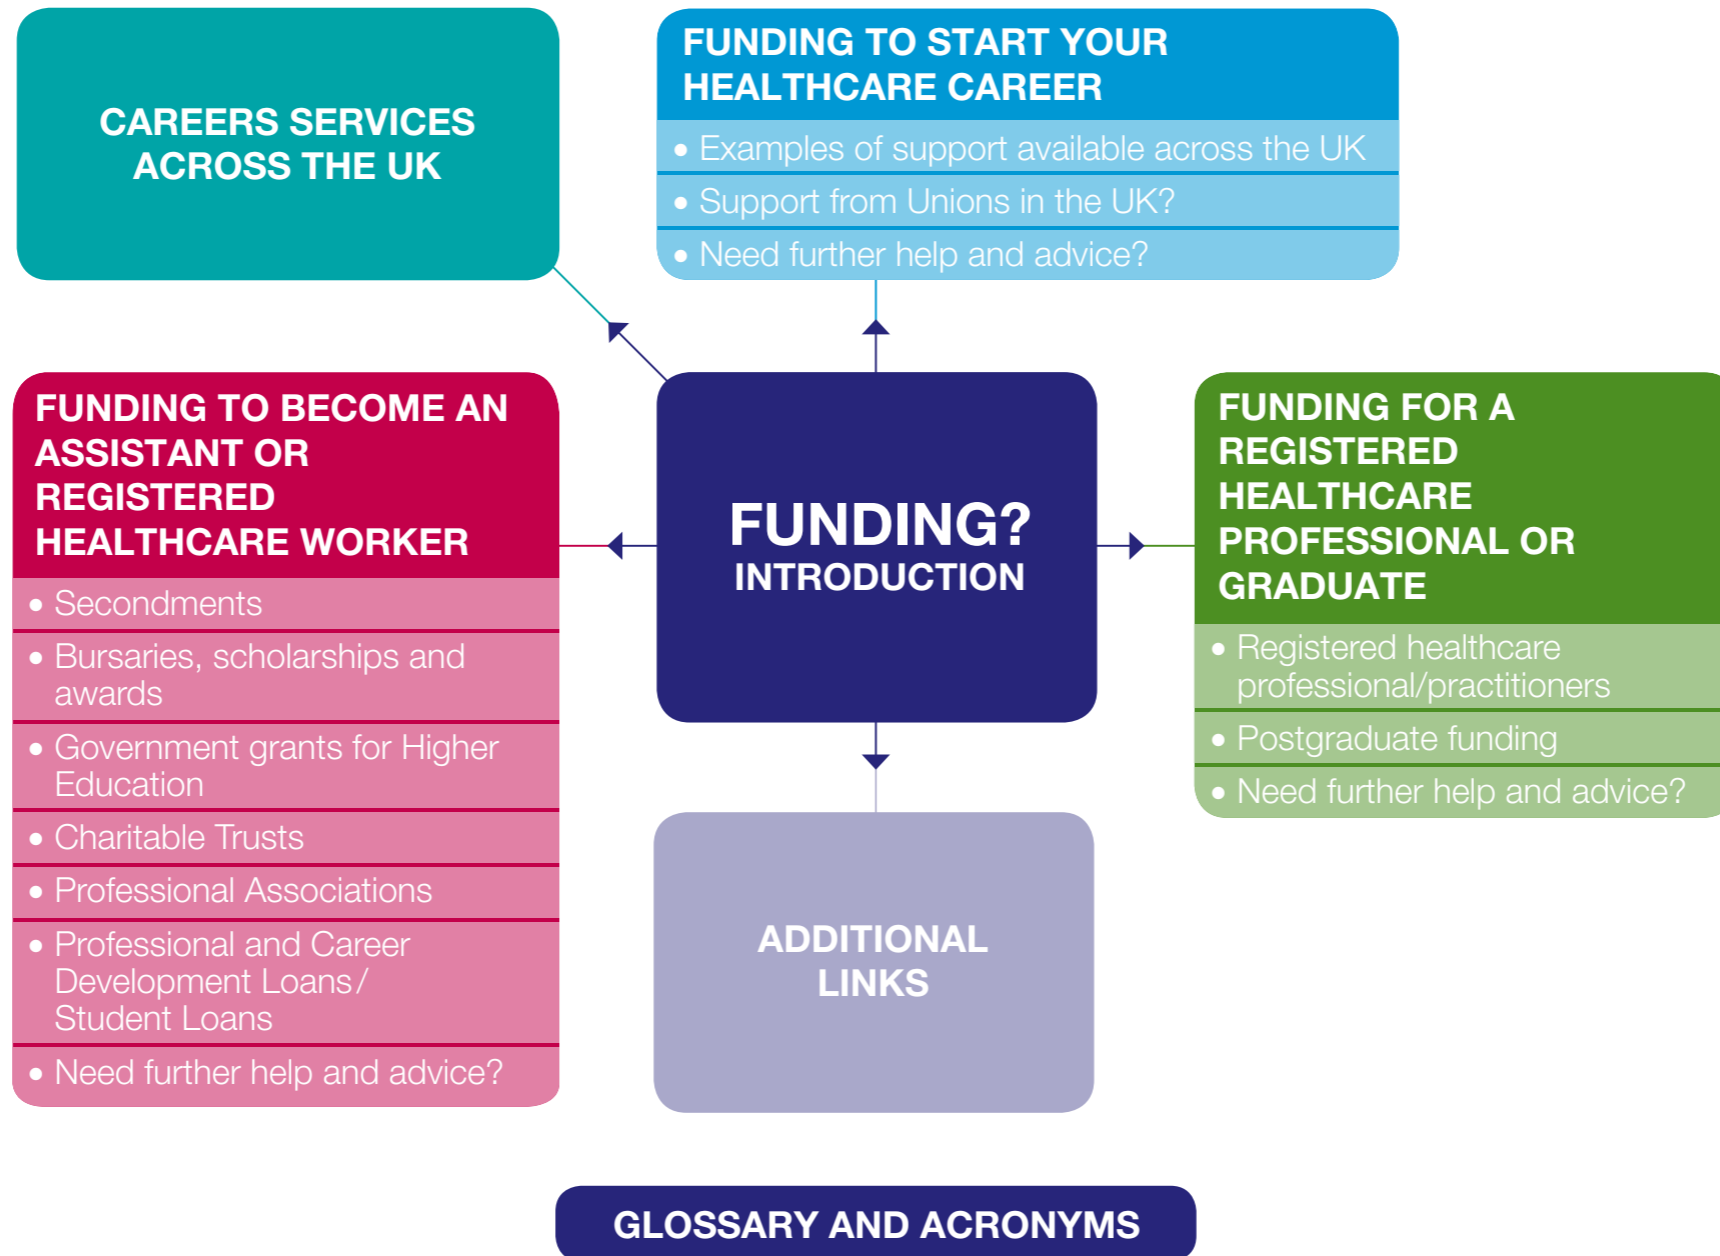 CAREERS SERVICES
ACROSS THE UK
FUNDING TO START YOUR
HEALTHCARE CAREER
• Examples of support available across the UK
• Support from Unions in the UK?
• Need further help and advice?
FUNDING TO BECOME AN
ASSISTANT OR
REGISTERED
HEALTHCARE WORKER
• Secondments
• Bursaries, scholarships and
awards
• Government grants for Higher
Education
• Charitable Trusts
• Professional Associations
• Professional and Career
Development Loans/
Student Loans
• Need further help and advice?
FUNDING?
INTRODUCTION
FUNDING FOR A
REGISTERED
HEALTHCARE
PROFESSIONAL OR
GRADUATE
• Registered healthcare
professional/practitioners
• Postgraduate funding
• Need further help and advice?
ADDITIONAL
LINKS
GLOSSARY AND ACRONYMS